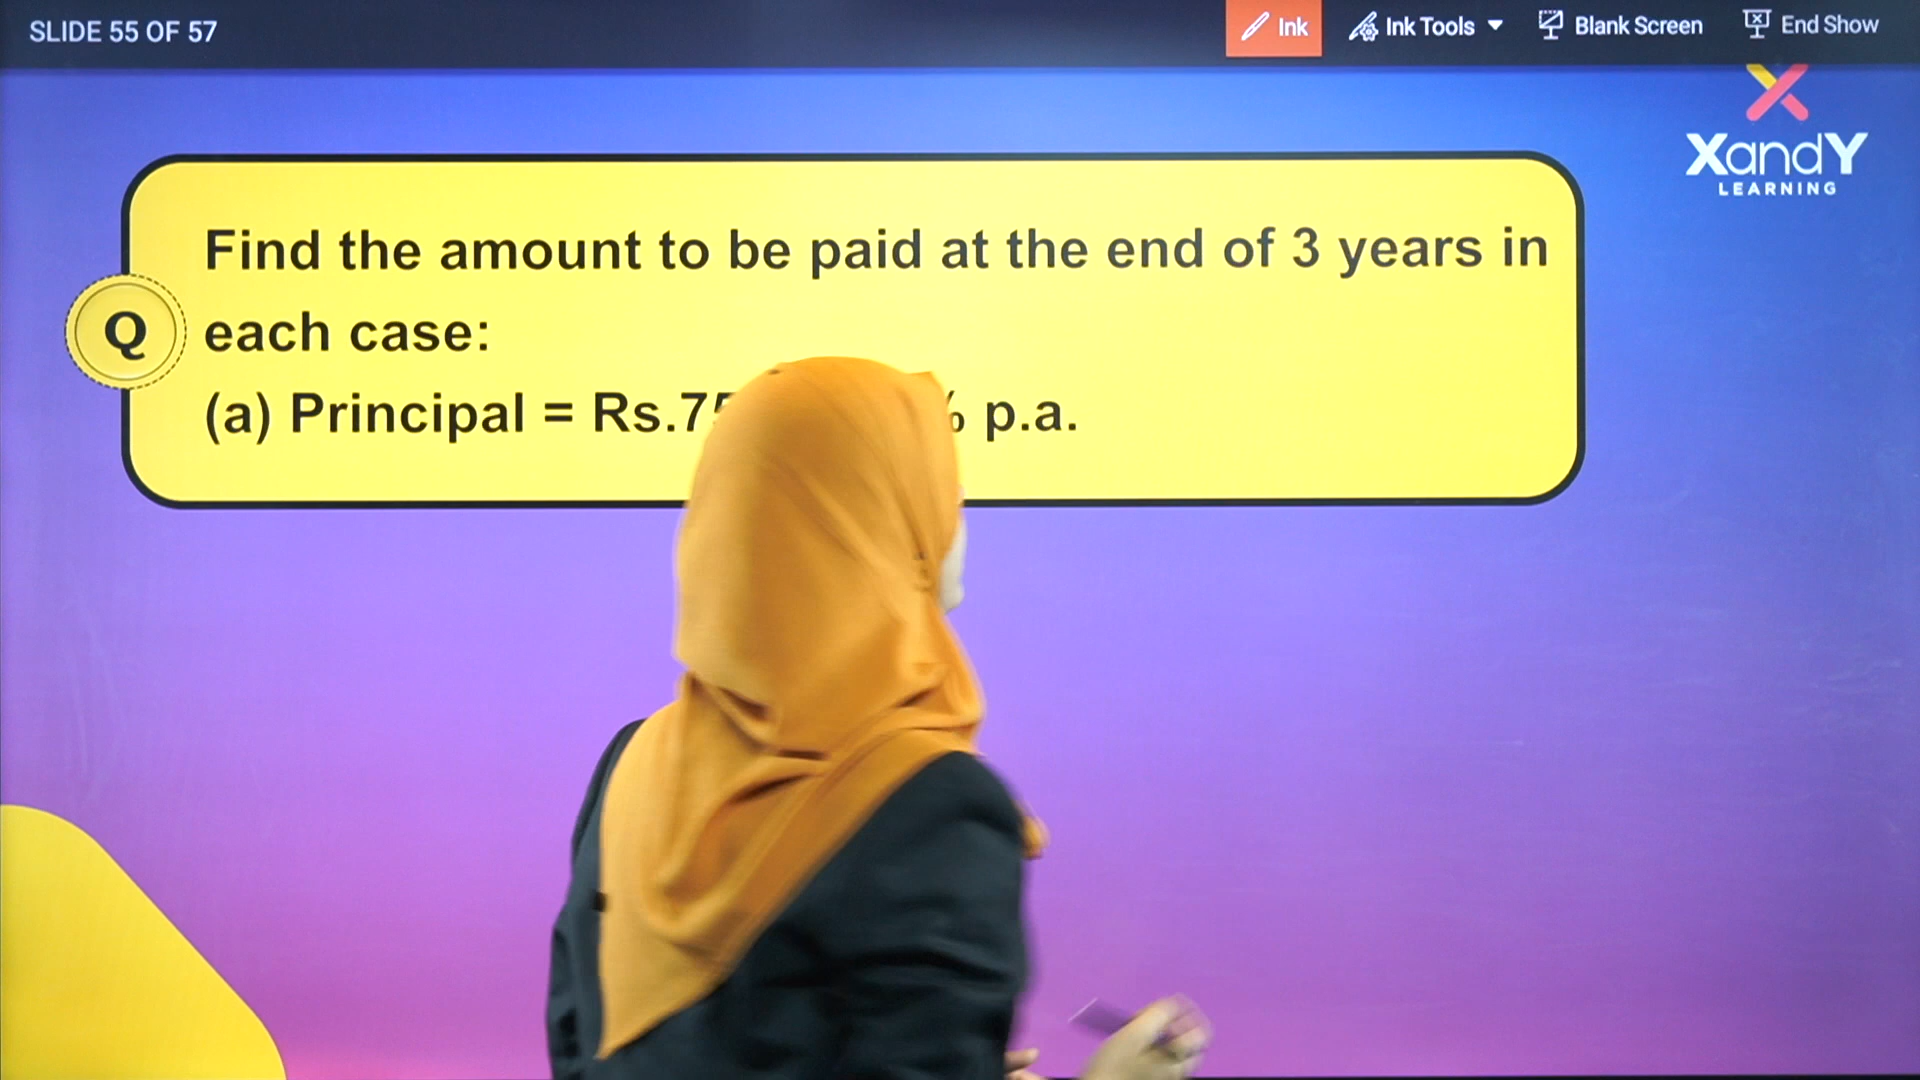 SLIDE 55 OF 57
Ink
Ink Tools
Blank Screen
End Show
XandY
LEARNING
Find the amount to be paid at the end of 3 years in
Q
each case:
(a) Principal = Rs.75 % p.a.